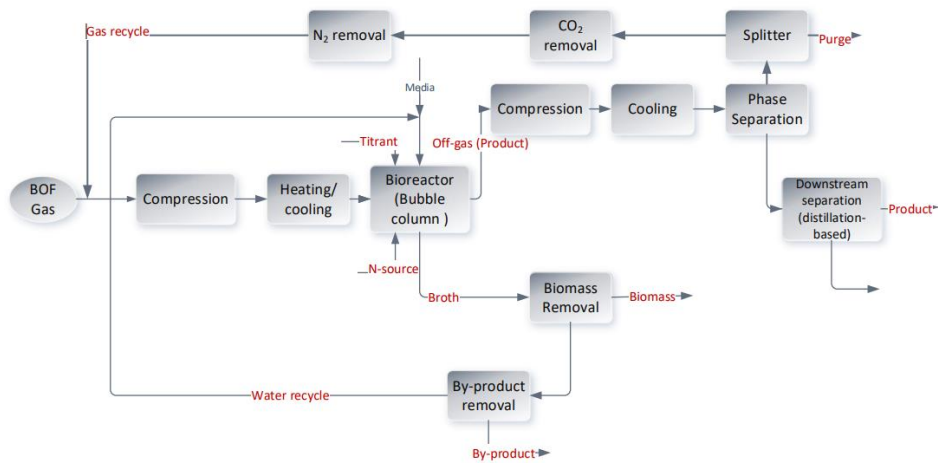 Gas recycle
N₂ removal
CO₂
removal
Splitter
Purge
Media
Compression
Cooling
Phase
Separation
Titrant
Off-gas (Product)
BOF
Gas
Compression
Heating/
cooling
Bioreactor
(Bubble
column )
Downstream
separation
(distillation-
based)
Product
N-source
Broth
Biomass
Removal
Biomass
Water recycle
By-product
removal
By-product